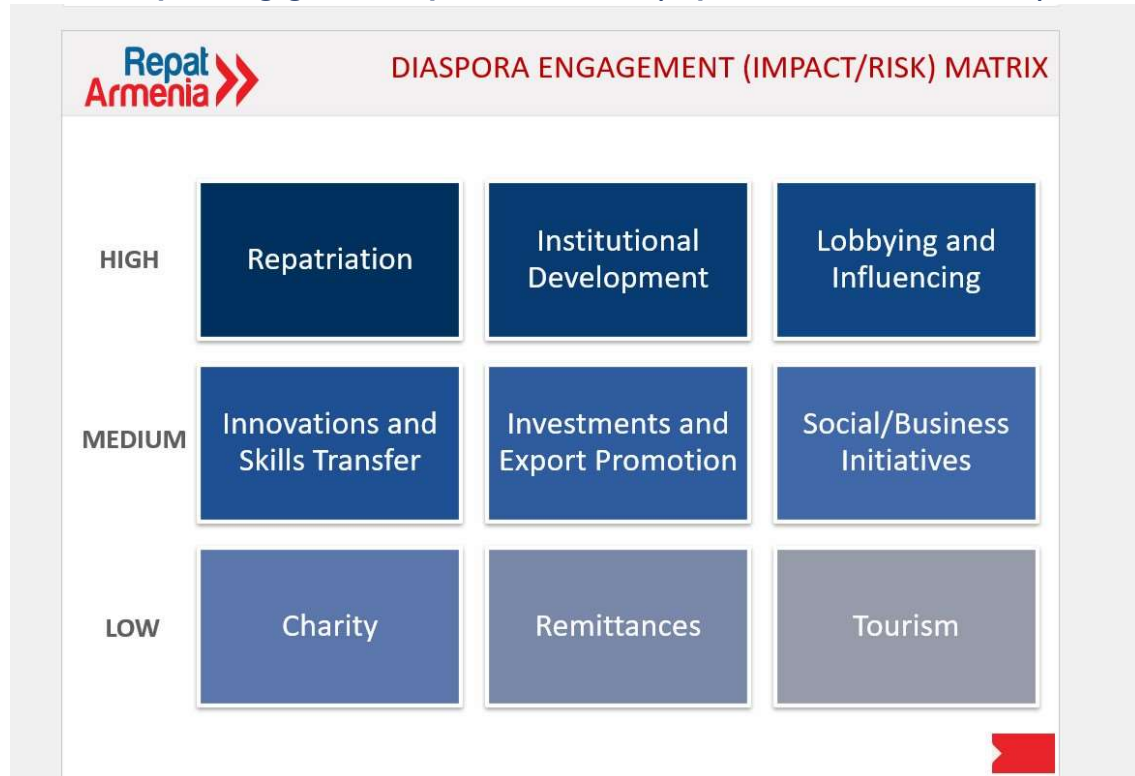 Repat
Armenia
DIASPORA ENGAGEMENT (IMPACT/RISK) MATRIX
HIGH
Repatriation
Institutional
Development
Lobbying and
Influencing
MEDIUM
Innovations and
Skills Transfer
Investments and
Export Promotion
Social/Business
Initiatives
LOW
Charity
Remittances
Tourism